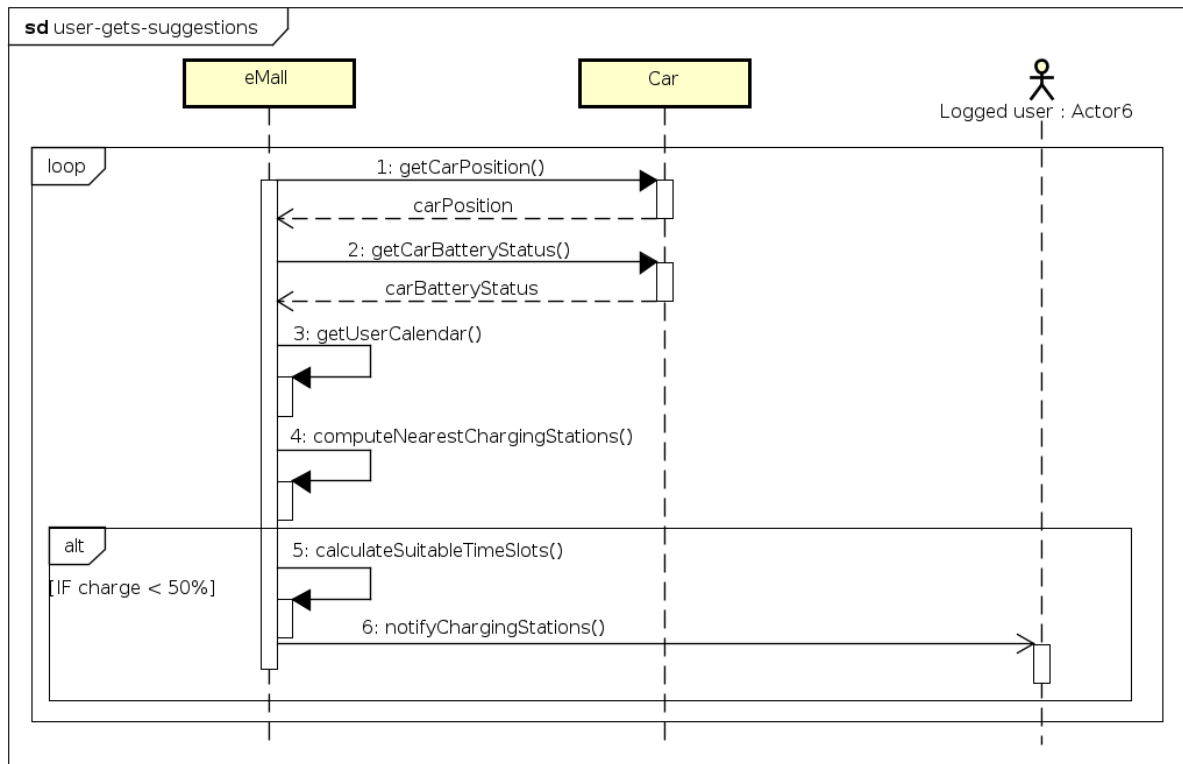 sd user-gets-suggestions
eMall
Car
Logged user : Actor6
loop
1: getCarPosition()
carPosition
2: getCarBatteryStatus()
carBatteryStatus
3: getUserCalendar()
4: computeNearestChargingStations()
alt
5: calculateSuitableTimeSlots()
[IF charge < 50%]
6: notifyChargingStations()